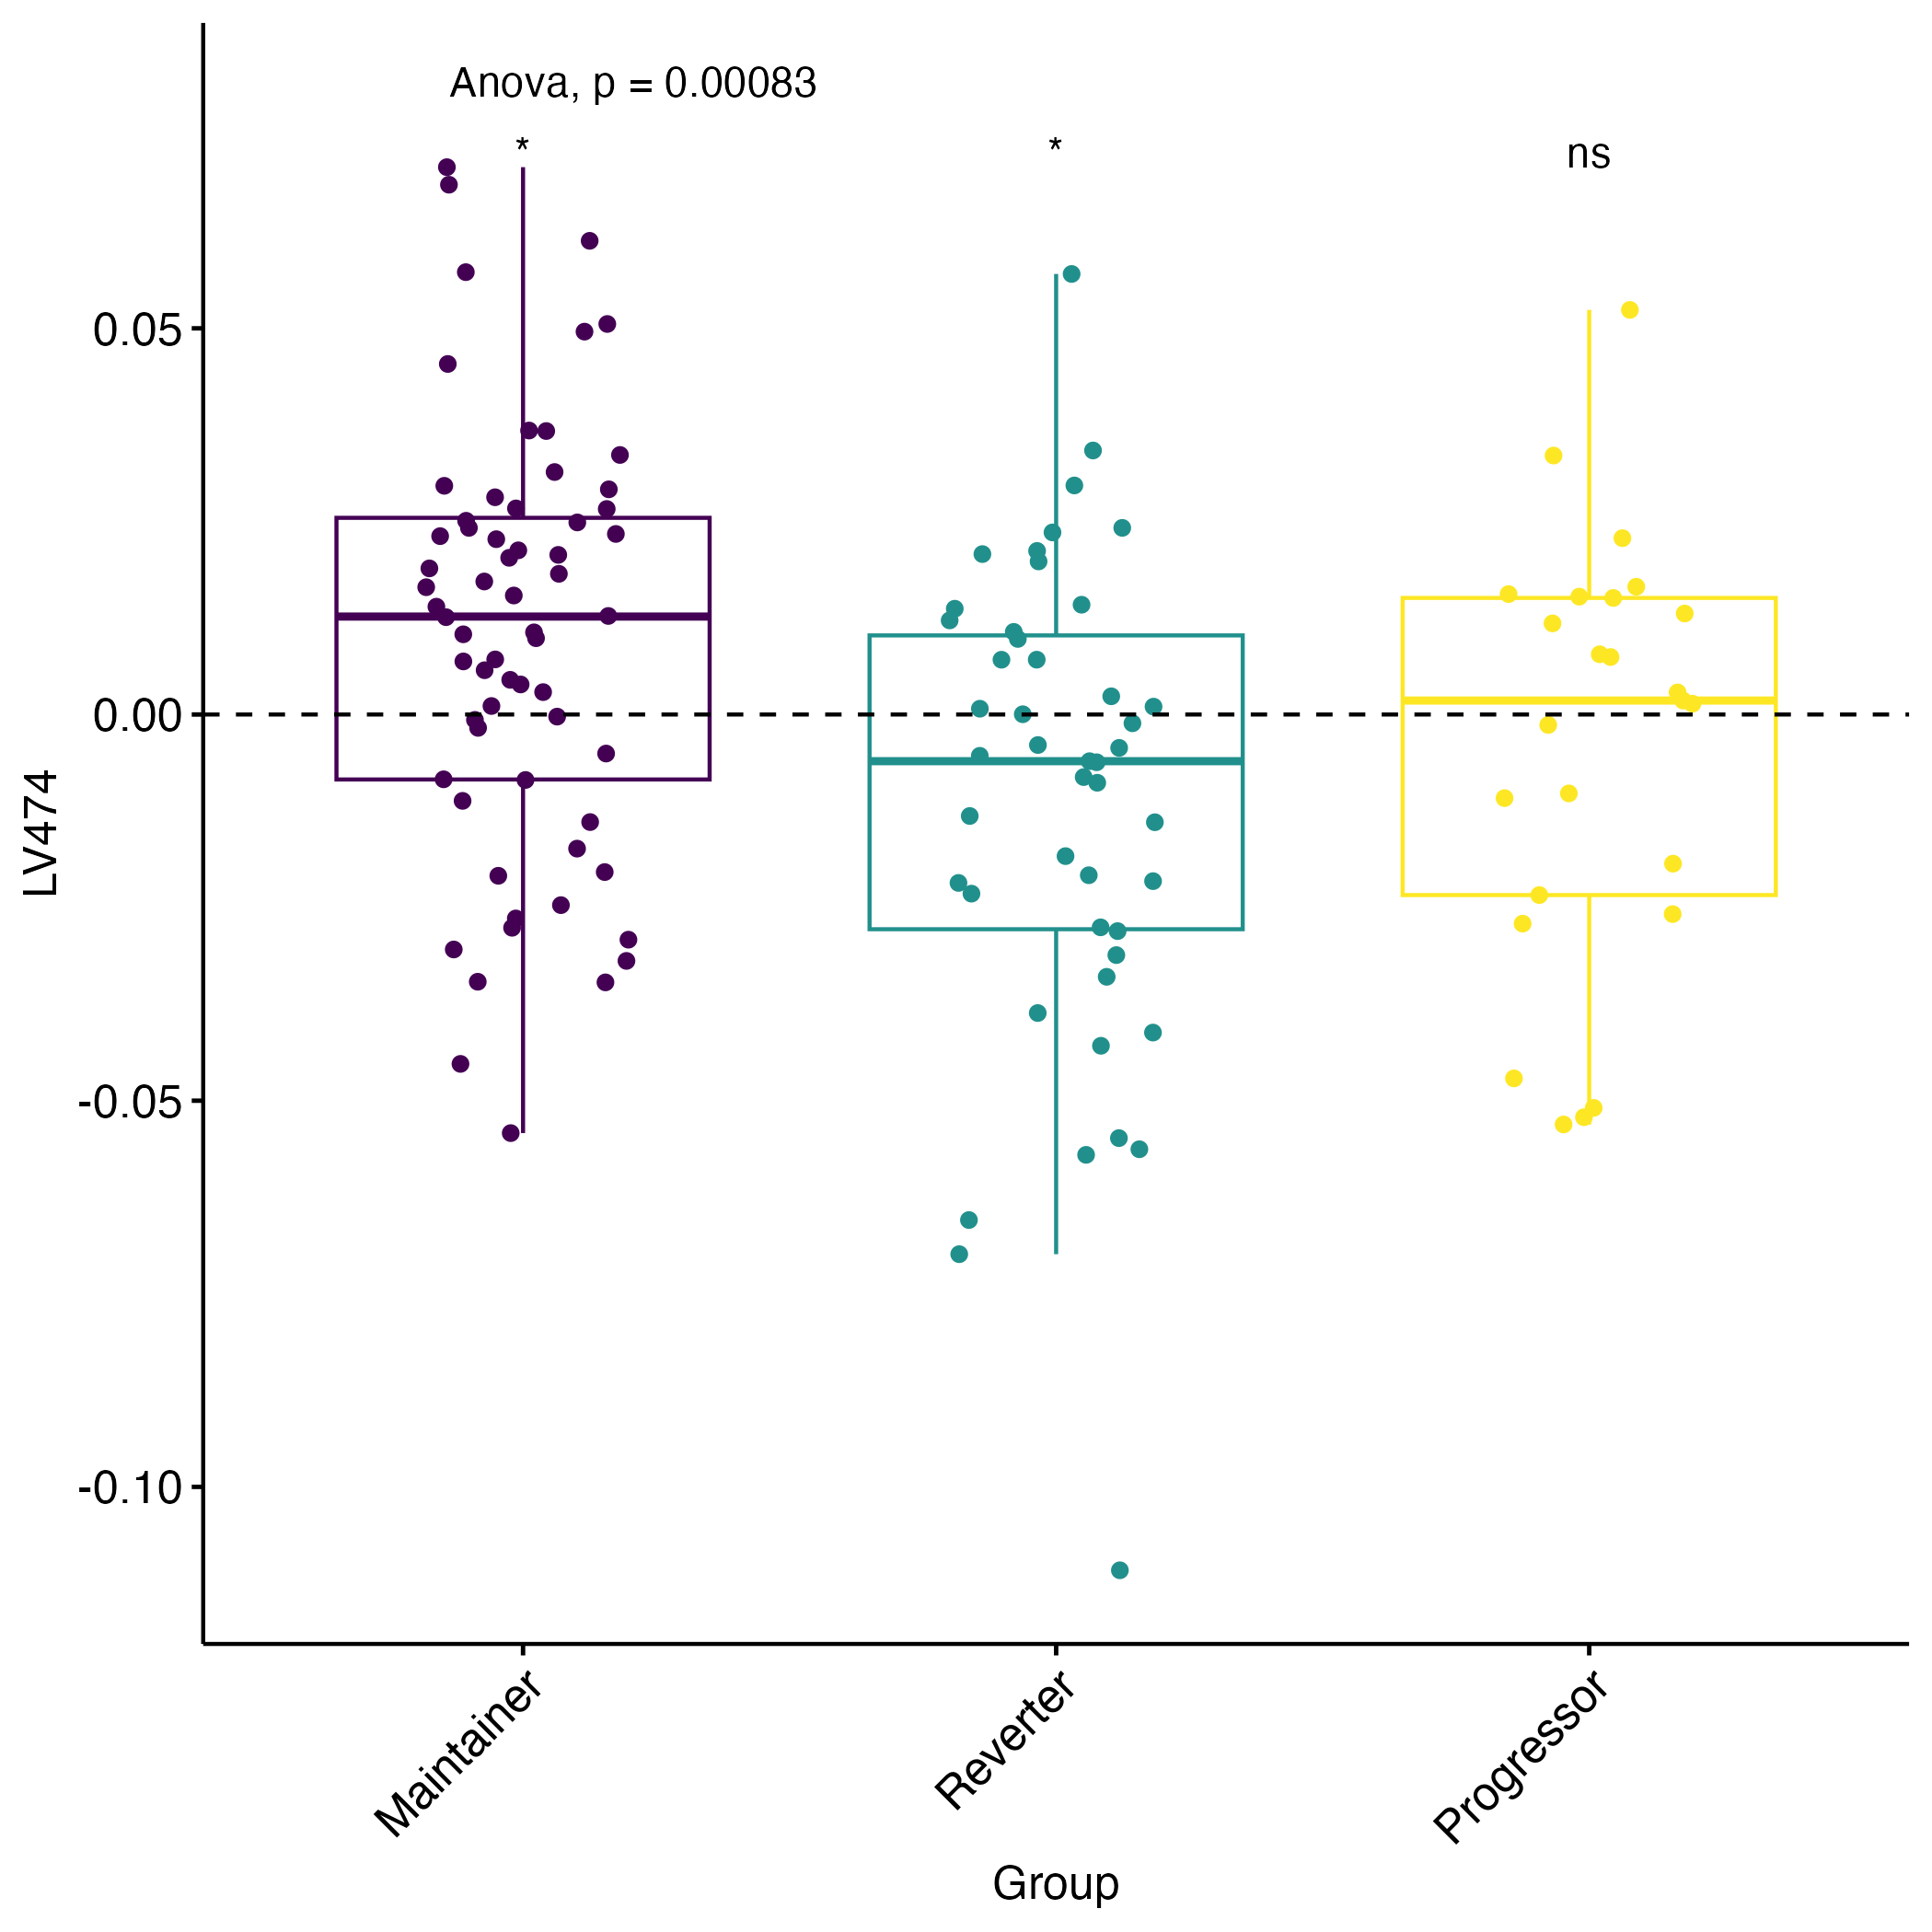 Anova, p = 0.00083
* * ns
0.05
0.00
-0.05
-0.10
LV474
Maintainer Reverter Progressor
Group